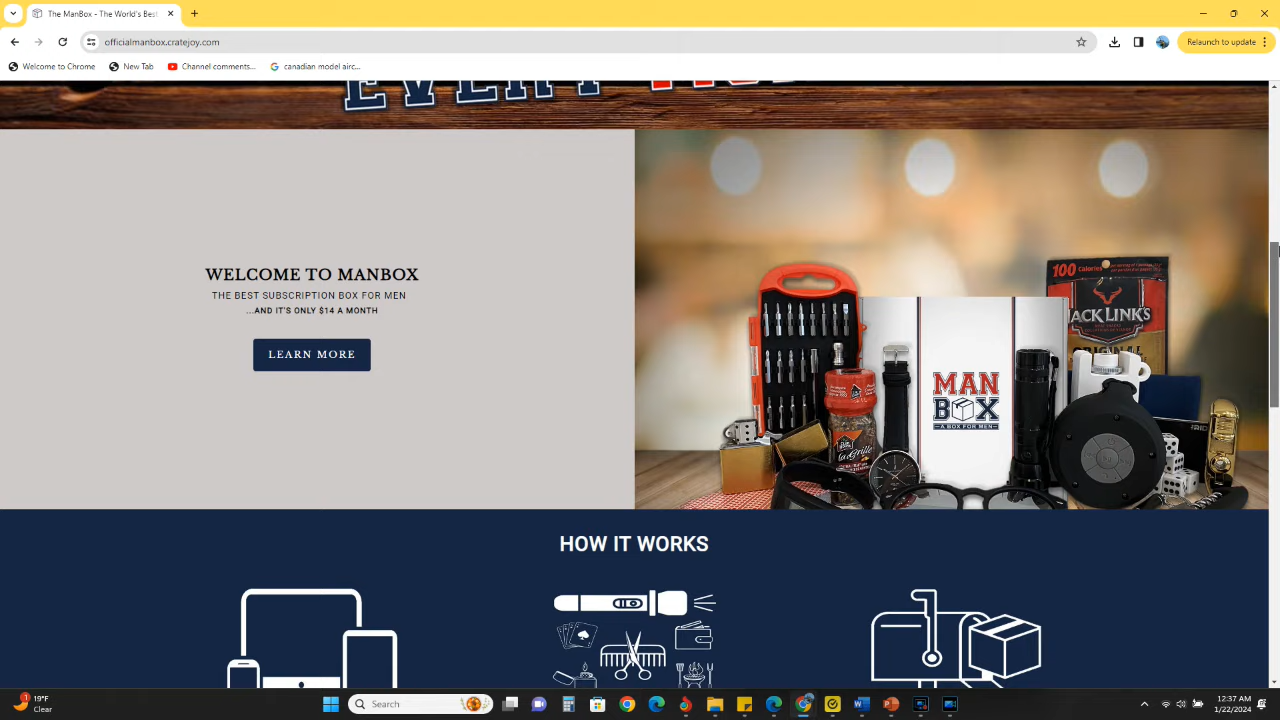 The ManBox - The World's Best
officialmanbox.cratejoy.com
Relaunch to update
Welcome to Chrome
New Tab
Channel comments...
canadian model airc...
EVERY
WELCOME TO MANBOX
THE BEST SUBSCRIPTION BOX FOR MEN
...AND IT'S ONLY $14 A MONTH
LEARN MORE
100 Calories
JACK LINK'S
ORIGINAL
MAN
BOX
A BOX FOR MEN
HOW IT WORKS
1
19°F
Clear
Search
12:37 AM
1/22/2024